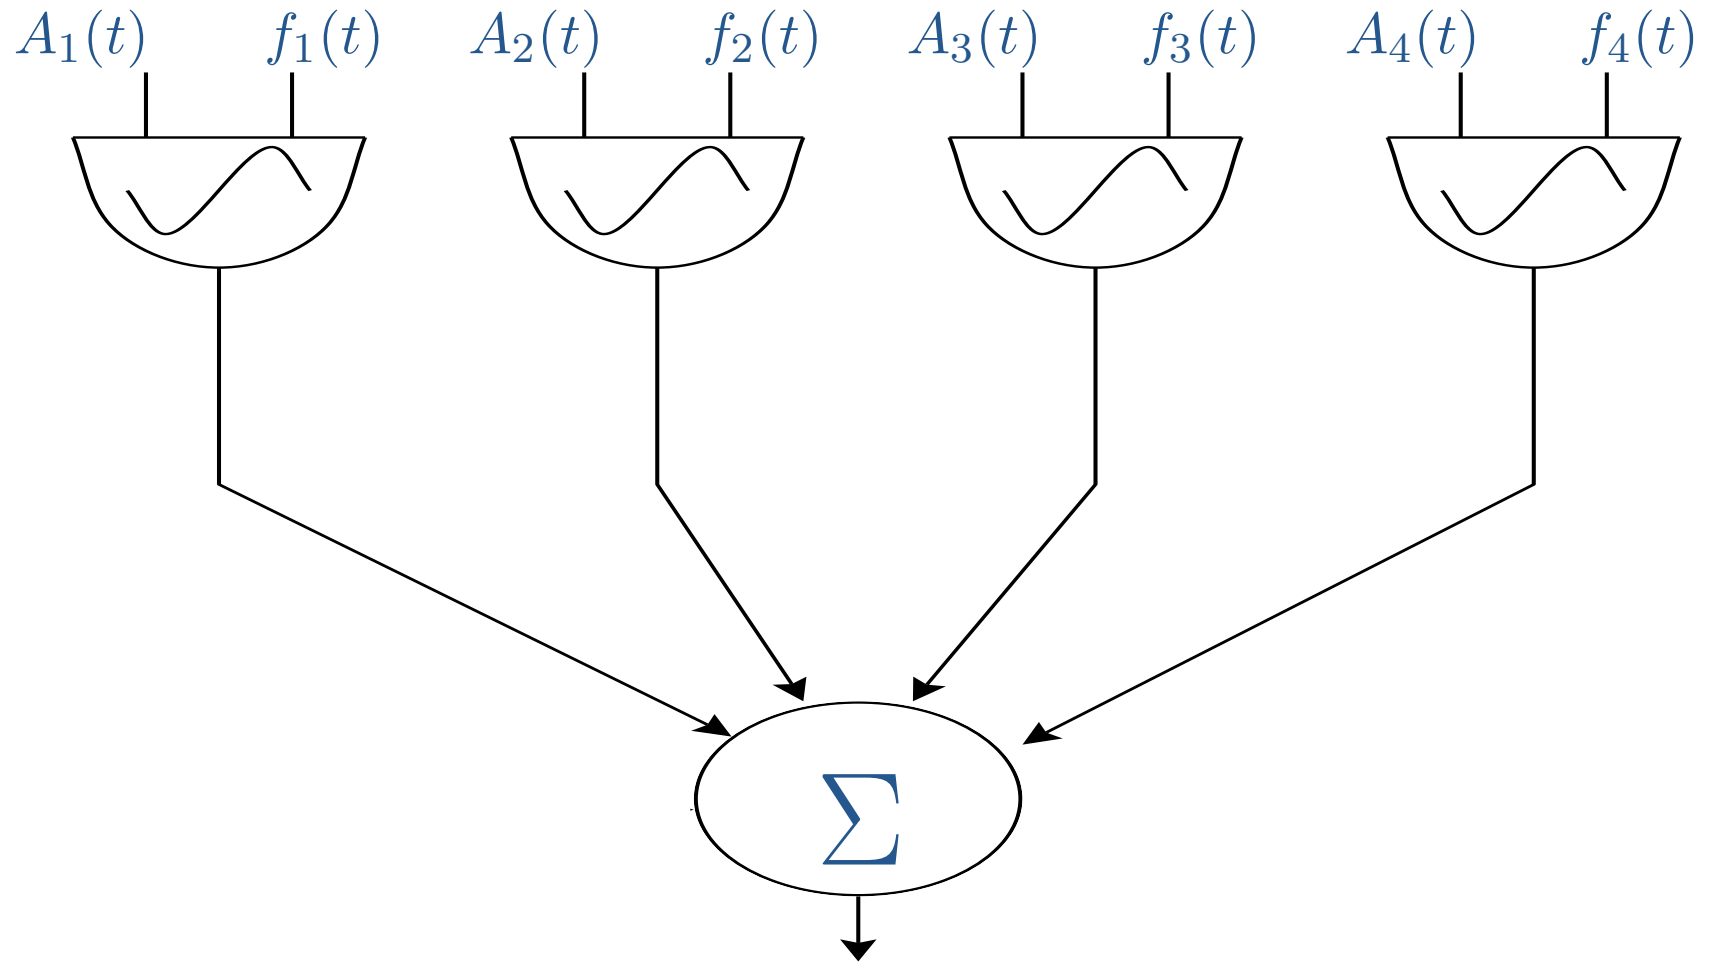 A₁(t) f₁(t) A₂(t) f₂(t) A₃(t) f₃(t) A₄(t) f₄(t)
Σ